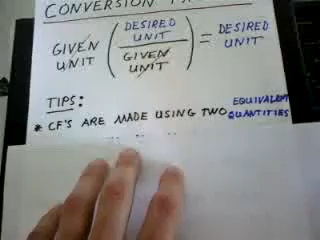 CONVERSION
GIVEN UNIT ( DESIRED UNIT / GIVEN UNIT ) = DESIRED UNIT
TIPS:
* CF'S ARE MADE USING TWO EQUIVALENT QUANTITIES